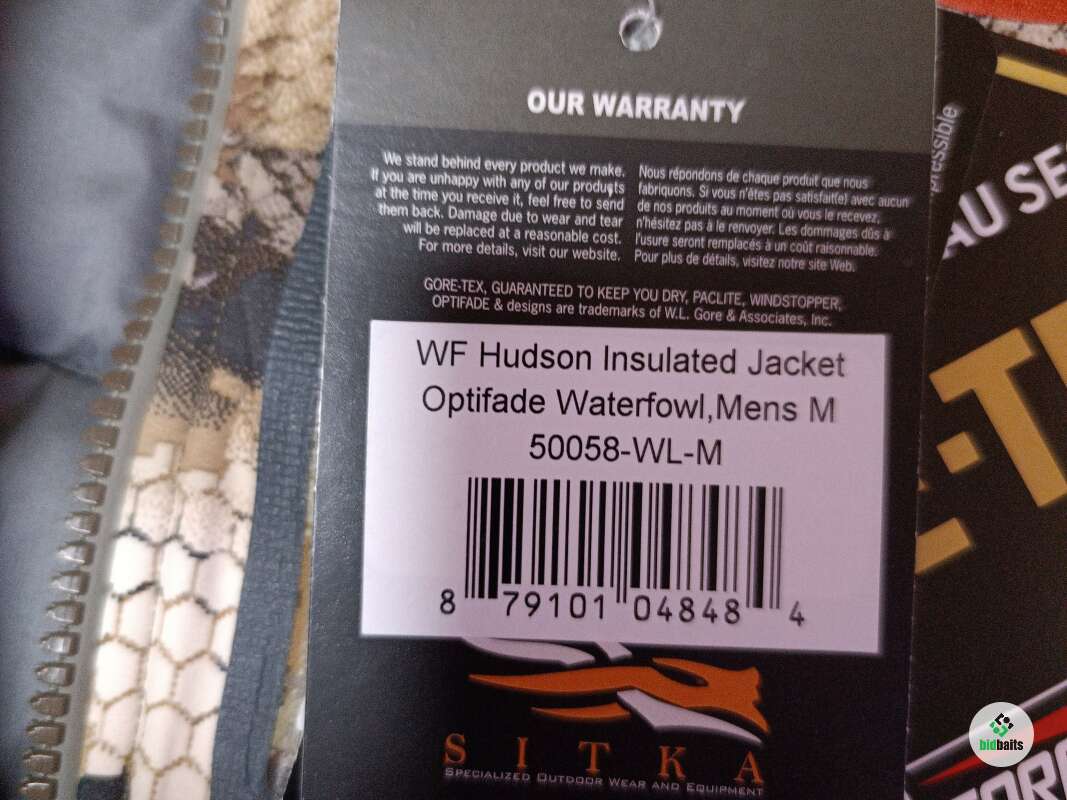 OUR WARRANTY
We stand behind every product we make.
If you are unhappy with any of our products
at the time you receive it, feel free to send
them back. Damage due to wear and tear
will be replaced at a reasonable cost.
For more details, visit our website.
Nous répondons de chaque produit que nous
fabriquons. Si vous n'êtes pas satisfait(e) avec aucun
de nos produits au moment où vous le recevez,
n'hésitez pas à le renvoyer. Les dommages dûs à
l'usure seront remplacés à un coût raisonnable.
Pour plus de détails, visitez notre site Web.
GORE-TEX, GUARANTEED TO KEEP YOU DRY, PACLITE, WINDSTOPPER,
OPTIFADE & designs are trademarks of W.L. Gore & Associates, Inc.
WF Hudson Insulated Jacket
Optifade Waterfowl,Mens M
50058-WL-M
8 79101 04848 4
SITKA
SPECIALIZED OUTDOOR WEAR AND EQUIPMENT
pressible
AU SE
E-TE
FOR
bidbaits